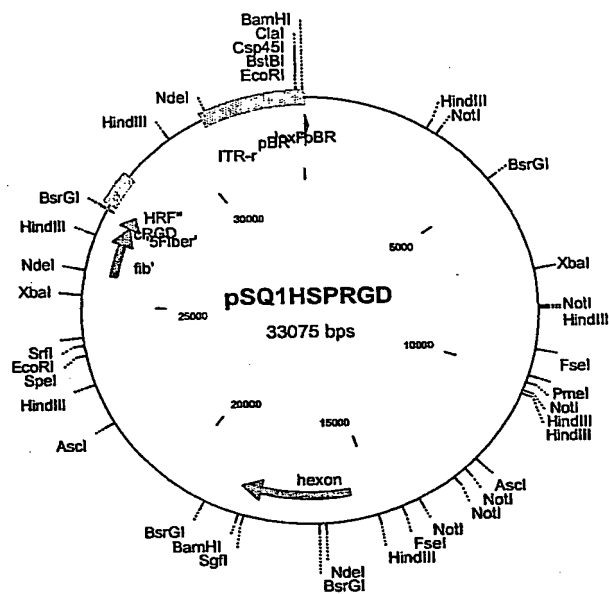 BamHI
ClaI
Csp45I
BstBI
EcoRI
NdeI
HindIII
HindIII
NotI
BsrGI
ITR-r
pBR
loxP
pBR
BsrGI
HindIII
HRF"
cRGD
5Fiber'
fib'
30000
5000
NdeI
XbaI
XbaI
pSQ1HSPRGD
33075 bps
25000
NotI
HindIII
10000
SrfI
EcoRI
SpeI
FseI
PmeI
NotI
HindIII
HindIII
HindIII
20000
15000
AscI
AscI
NotI
NotI
hexon
BsrGI
BamHI
SgfI
NotI
FseI
HindIII
NdeI
BsrGI